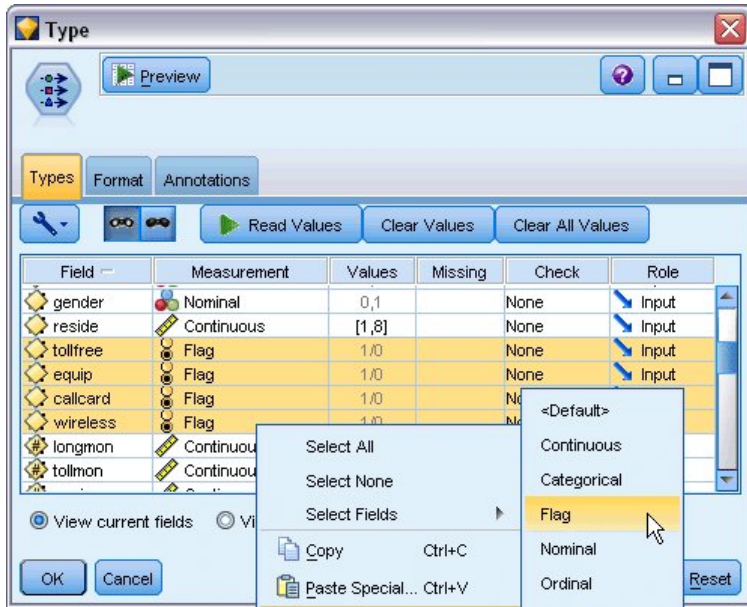 Type
Preview
Types Format Annotations
Read Values Clear Values Clear All Values
Field Measurement Values Missing Check Role
gender Nominal 0,1 None Input
reside Continuous [1,8] None Input
tollfree Flag 1/0 None Input
equip Flag 1/0 None Input
callcard Flag 1/0
wireless Flag 1/0
longmon Continuou
tollmon Continuou
<Default>
Continuous
Categorical
Flag
Nominal
Ordinal
Select All
Select None
Select Fields
Copy Ctrl+C
Paste Special... Ctrl+V
View current fields Vi
OK Cancel Reset